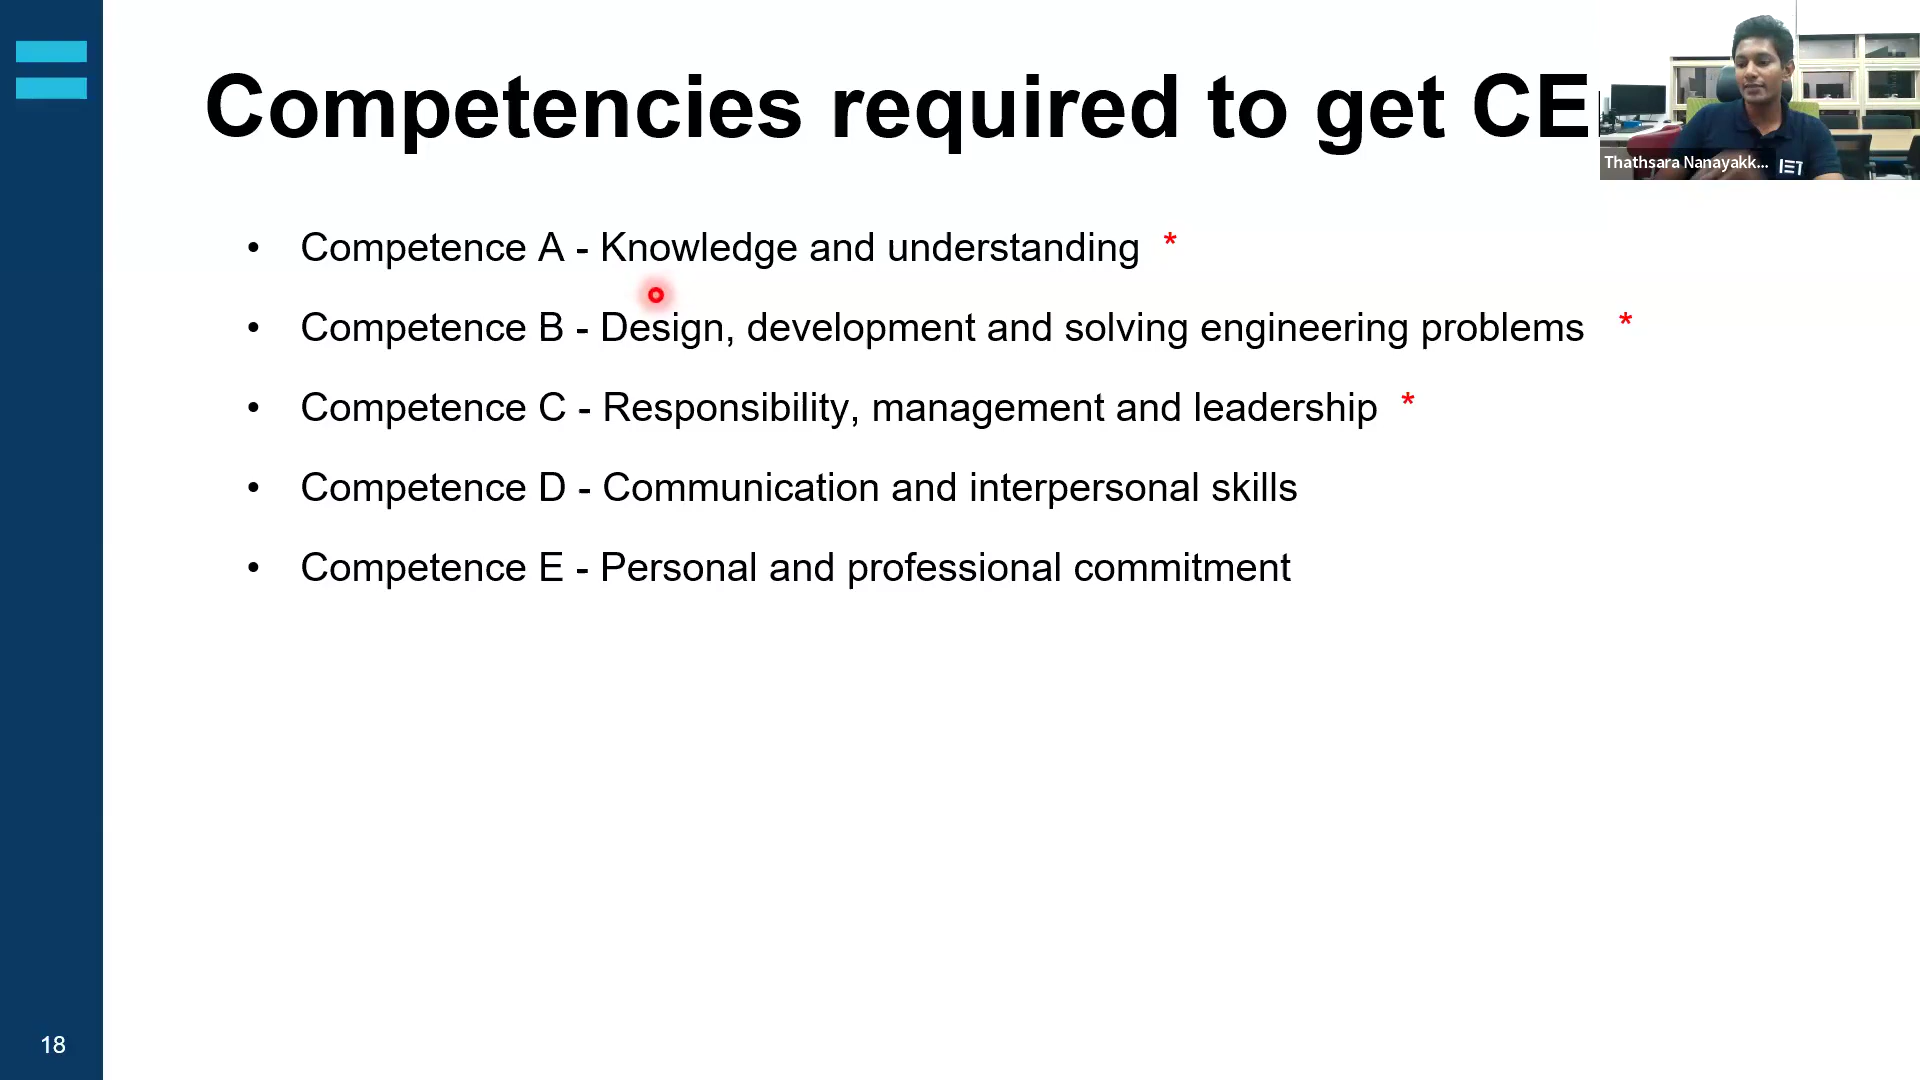 Competencies required to get CE
Thathsara Nanayakk...
IET
• Competence A - Knowledge and understanding *
• Competence B - Design, development and solving engineering problems *
• Competence C - Responsibility, management and leadership *
• Competence D - Communication and interpersonal skills
• Competence E - Personal and professional commitment
18